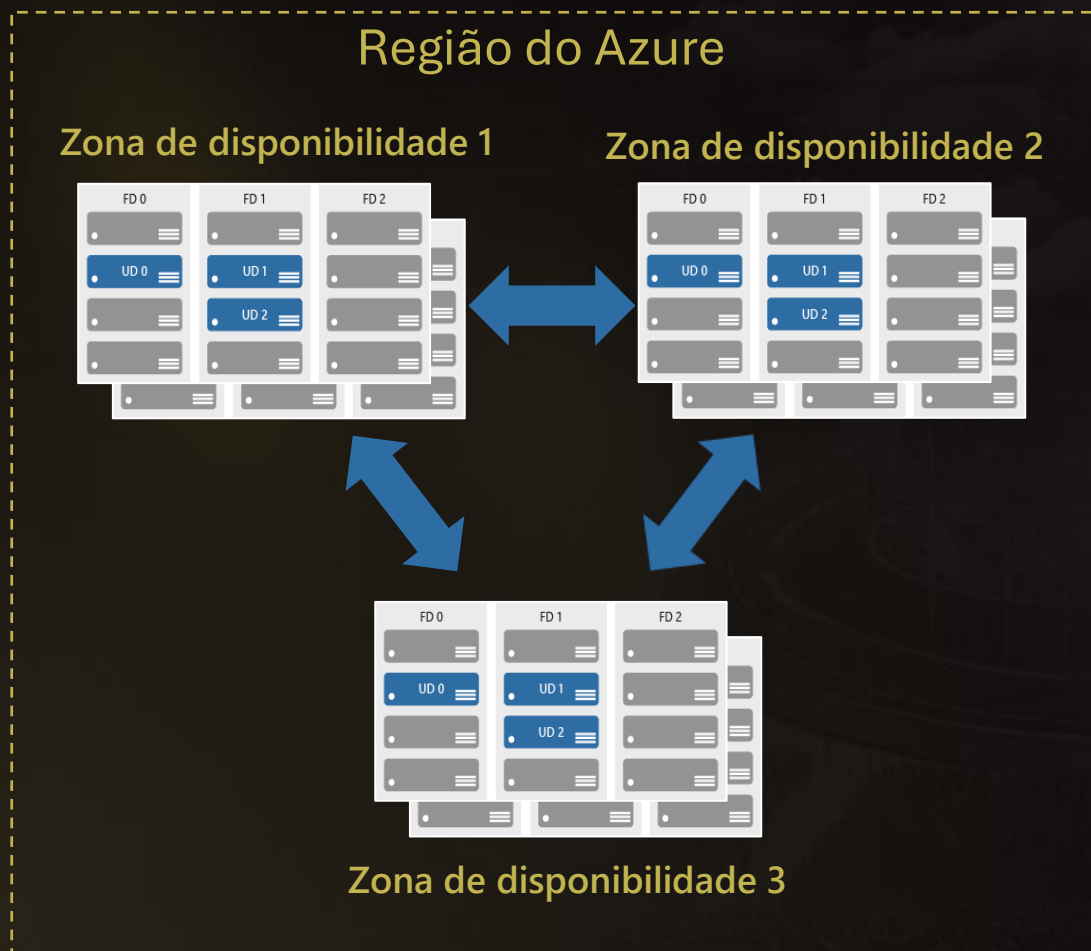 Região do Azure
Zona de disponibilidade 1
Zona de disponibilidade 2
FD 0 FD 1 FD 2
UD 0 UD 1
UD 2
FD 0 FD 1 FD 2
UD 0 UD 1
UD 2
FD 0 FD 1 FD 2
UD 0 UD 1
UD 2
Zona de disponibilidade 3